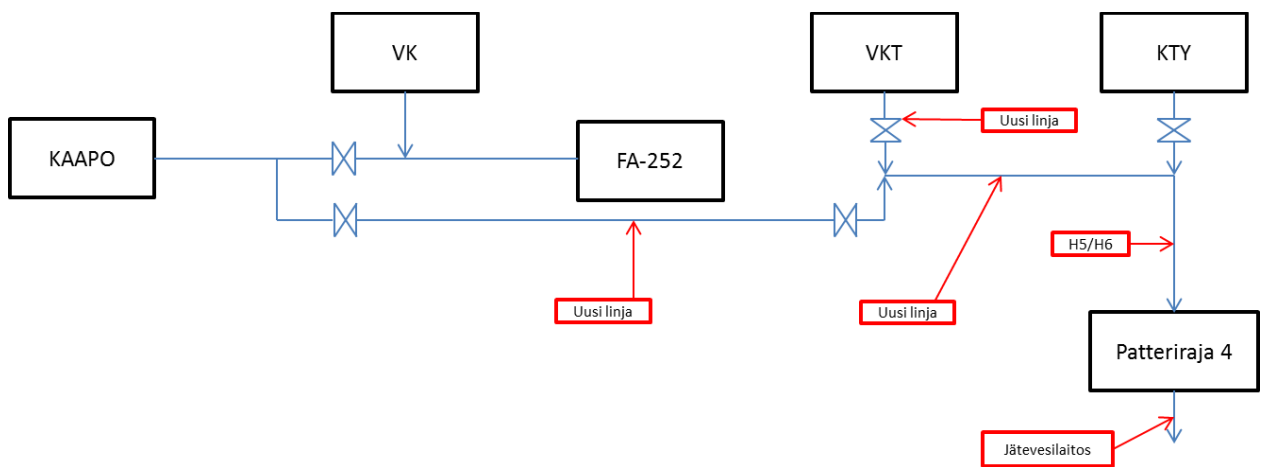 VK
VKT
KTY
Uusi linja
KAAPO
FA-252
H5/H6
Uusi linja
Uusi linja
Patteriraja 4
Jätevesilaitos